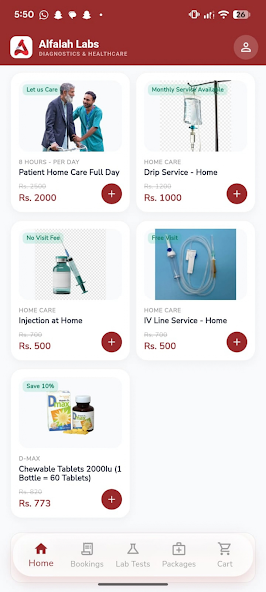 5:50
26
Alfalah Labs
DIAGNOSTICS & HEALTHCARE
Let us Care
8 HOURS - PER DAY
Patient Home Care Full Day
Rs. 2500
Rs. 2000
Monthly Service Available
HOME CARE
Drip Service - Home
Rs. 1200
Rs. 1000
No Visit Fee
HOME CARE
Injection at Home
Rs. 700
Rs. 500
Free Visit
HOME CARE
IV Line Service - Home
Rs. 700
Rs. 500
Save 10%
D-max
D-MAX
Chewable Tablets 2000Iu (1
Bottle = 60 Tablets)
Rs. 820
Rs. 773
Home
Bookings
Lab Tests
Packages
Cart